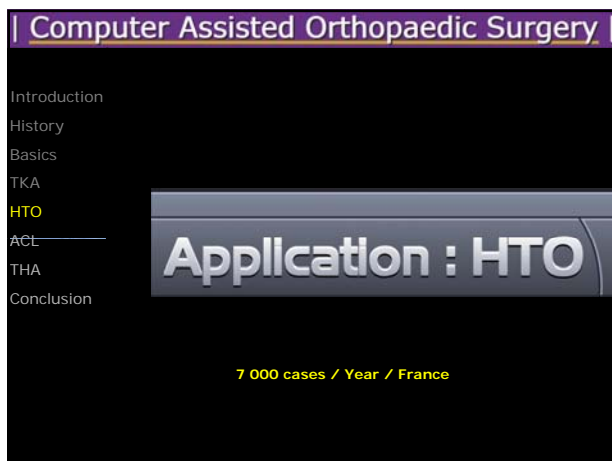 | Computer Assisted Orthopaedic Surgery |
Introduction
History
Basics
TKA
HTO
ACL
THA
Conclusion
Application : HTO
7 000 cases / Year / France